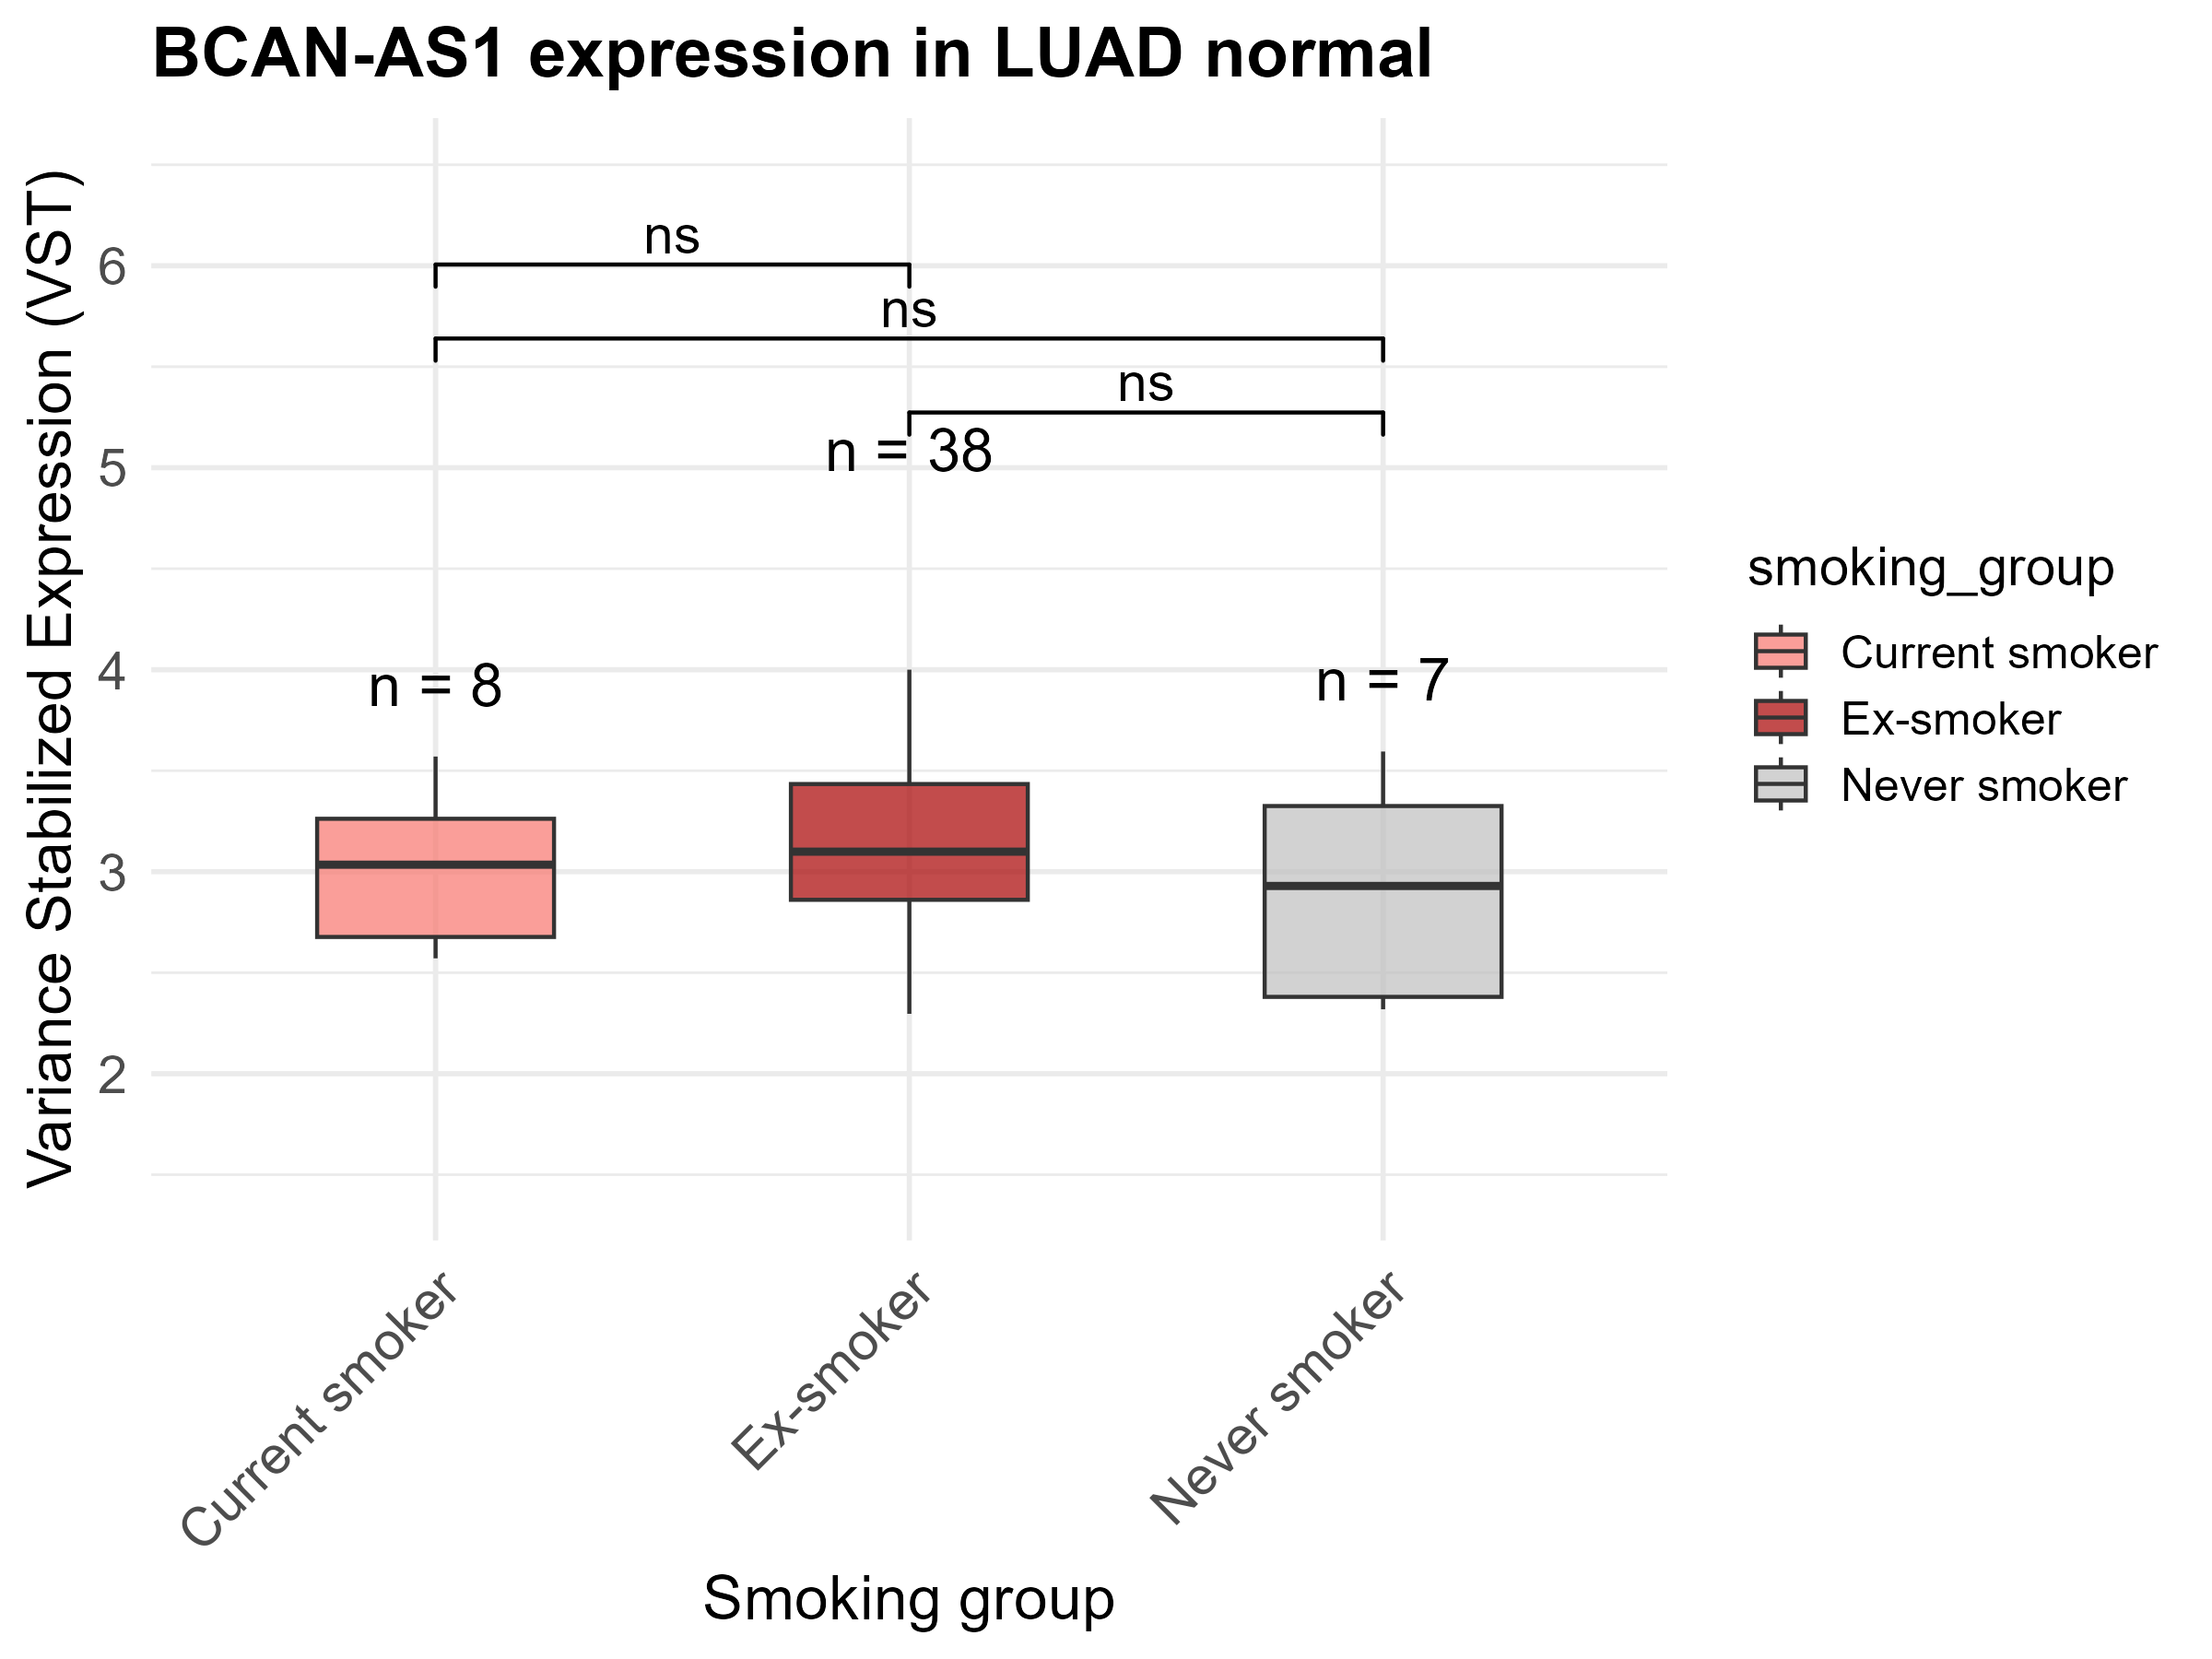 BCAN-AS1 expression in LUAD normal
Variance Stabilized Expression (VST)
6
5
4
3
2
ns
ns
ns
n = 38
n = 8
n = 7
smoking_group
Current smoker
Ex-smoker
Never smoker
Current smoker
Ex-smoker
Never smoker
Smoking group